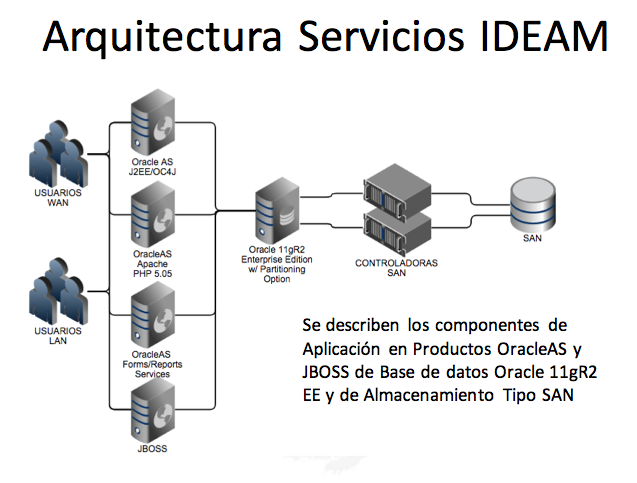 Arquitectura Servicios IDEAM
USUARIOS
WAN
USUARIOS
LAN
Oracle AS
J2EE/OC4J
OracleAS
Apache
PHP 5.05
OracleAS
Forms/Reports
Services
JBOSS
Oracle 11gR2
Enterprise Edition
w/ Partitioning
Option
CONTROLADORAS
SAN
SAN
Se describen los componentes de
Aplicación en Productos OracleAS y
JBOSS de Base de datos Oracle 11gR2
EE y de Almacenamiento Tipo SAN